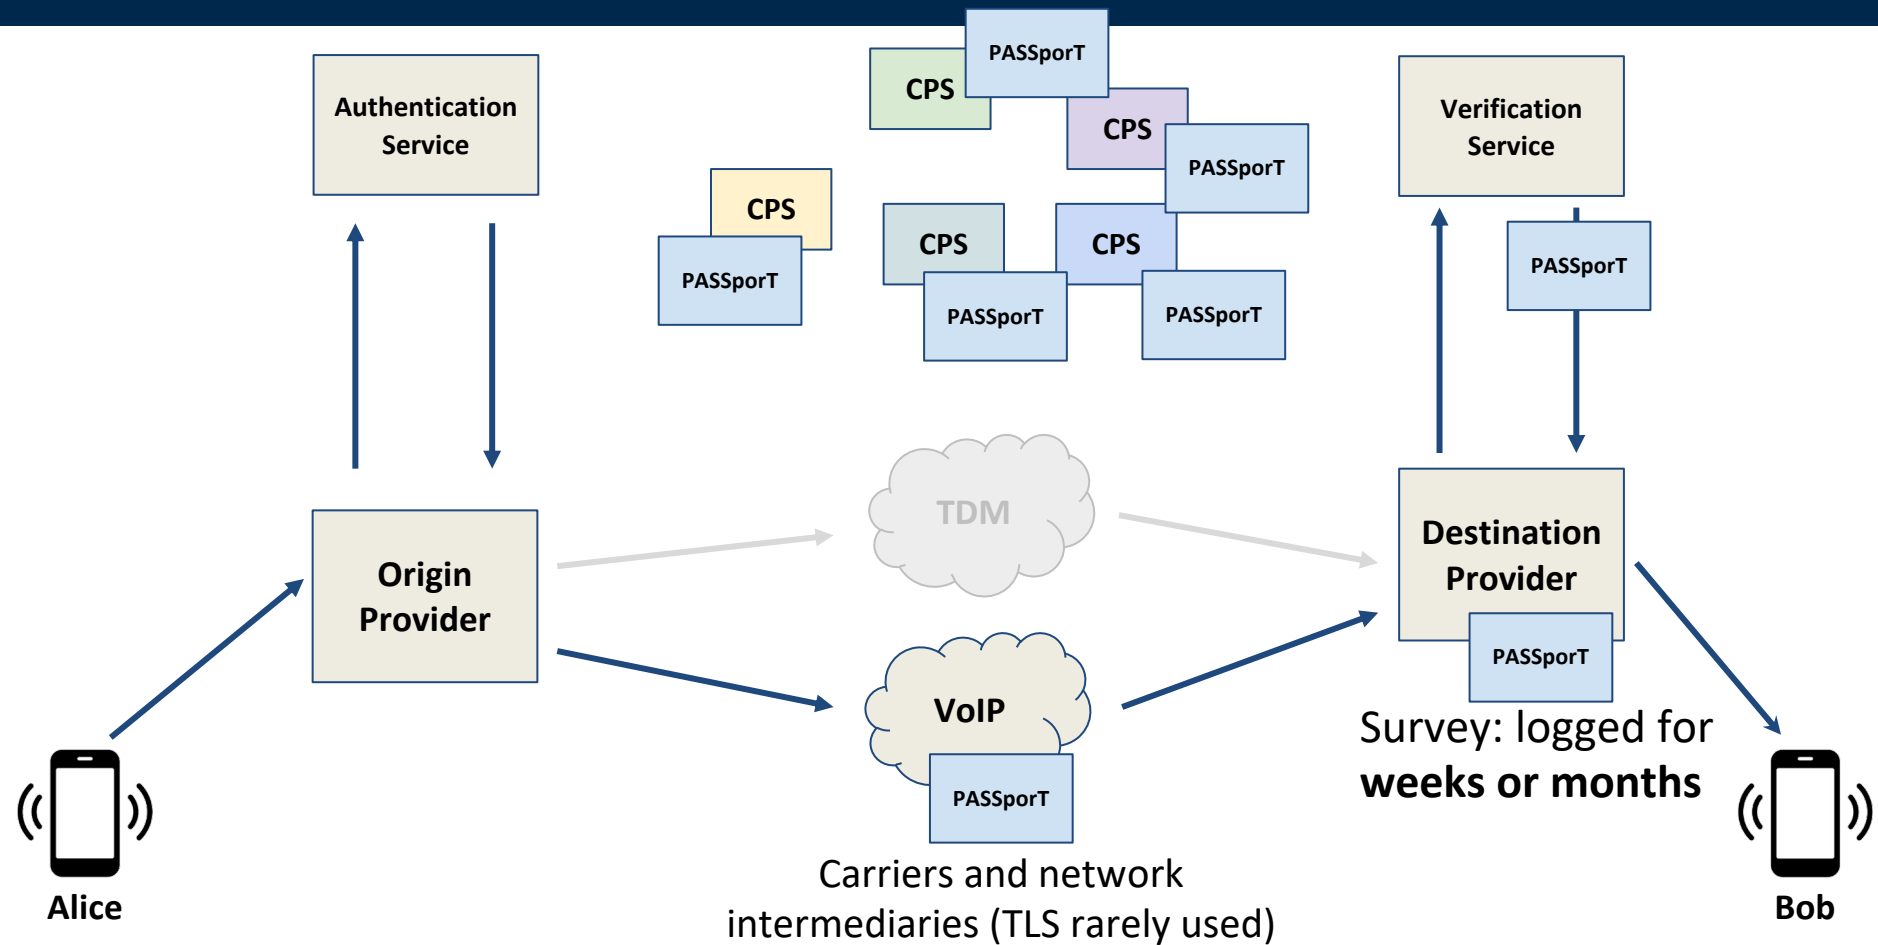 PASSporT
CPS
Authentication
Service
CPS
PASSporT
Verification
Service
CPS
PASSporT
CPS
PASSporT
CPS
PASSporT
PASSporT
TDM
Origin
Provider
Destination
Provider
PASSporT
VoIP
PASSporT
Survey: logged for
weeks or months
Carriers and network
intermediaries (TLS rarely used)
Alice
Bob